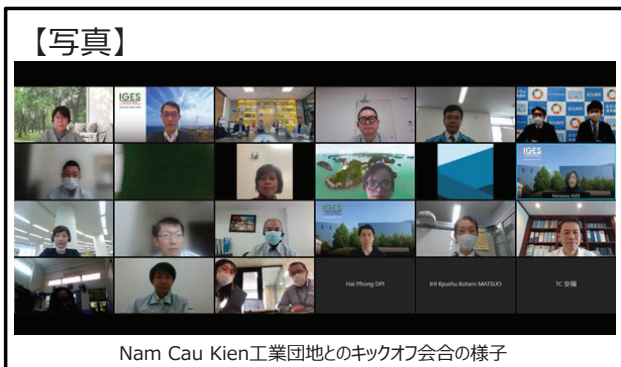 【写真】
IGES
IGES
IGES
Hai Phong DPI
IHI Kyushu Kotaro MATSUO
TC 安福
Nam Cau Kien工業団地とのキックオフ会合の様子